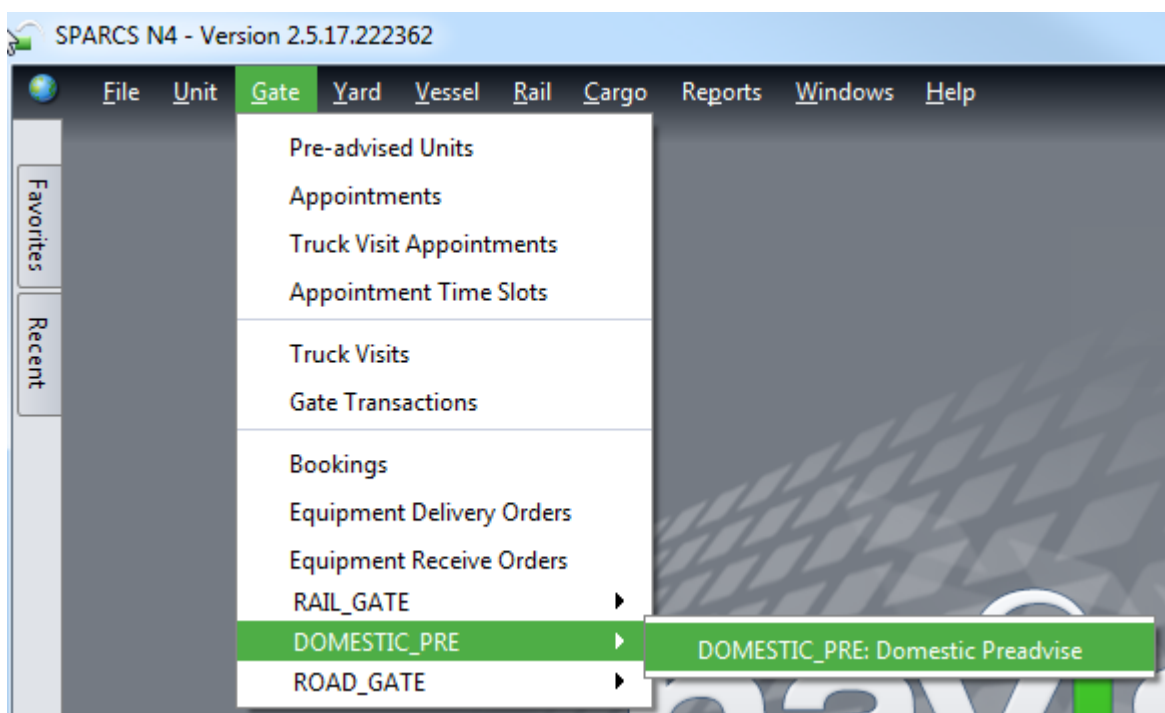 SPARCS N4 - Version 2.5.17.222362
File Unit Gate Yard Vessel Rail Cargo Reports Windows Help
Favorites
Recent
Pre-advised Units
Appointments
Truck Visit Appointments
Appointment Time Slots
Truck Visits
Gate Transactions
Bookings
Equipment Delivery Orders
Equipment Receive Orders
RAIL_GATE
DOMESTIC_PRE
DOMESTIC_PRE: Domestic Preadvise
ROAD_GATE